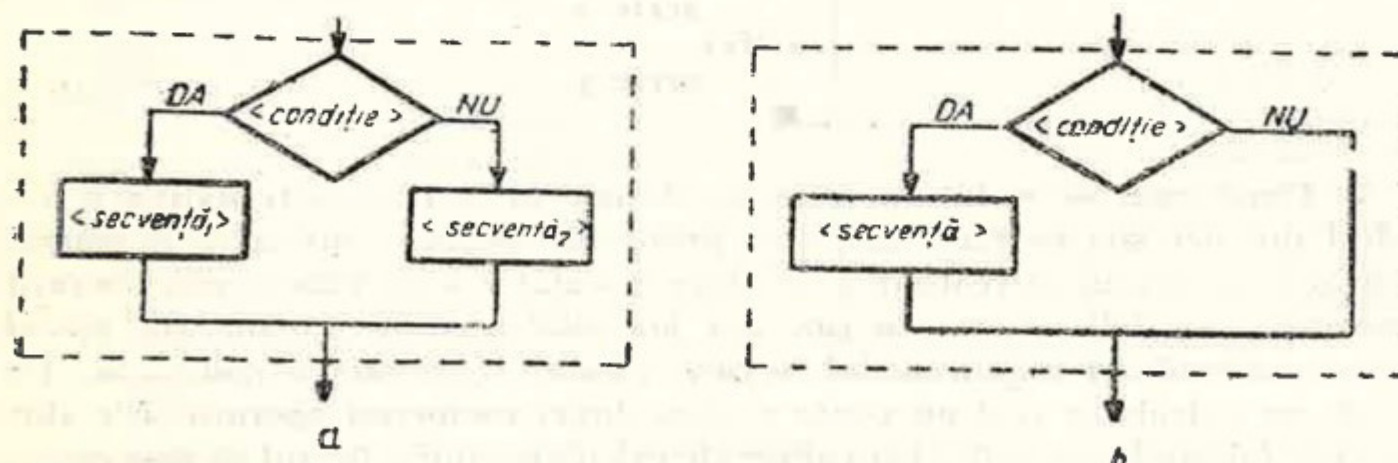 DA
< condiție >
NU
< secvență₁ >
< secvență₂ >
a
DA
< condiție >
NU
< secvență >
b